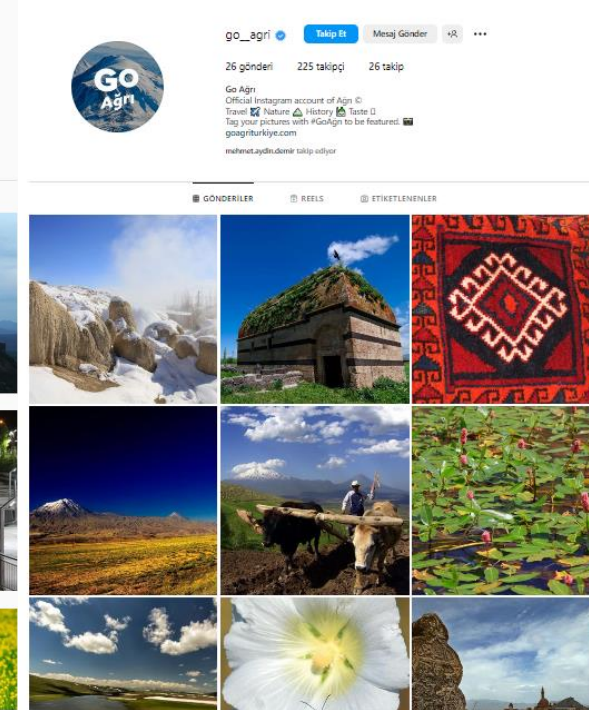 go__agri
Takip Et
Mesaj Gönder
26 gönderi
225 takipçi
26 takip
GO
Ağrı
Go Ağrı
Official Instagram account of Ağrı ©
Travel Nature History Taste
Tag your pictures with #GoAgri to be featured.
goagriturkiye.com
mehmet.aydin.demir takip ediyor
GÖNDERİLER
REELS
ETİKETLENENLER